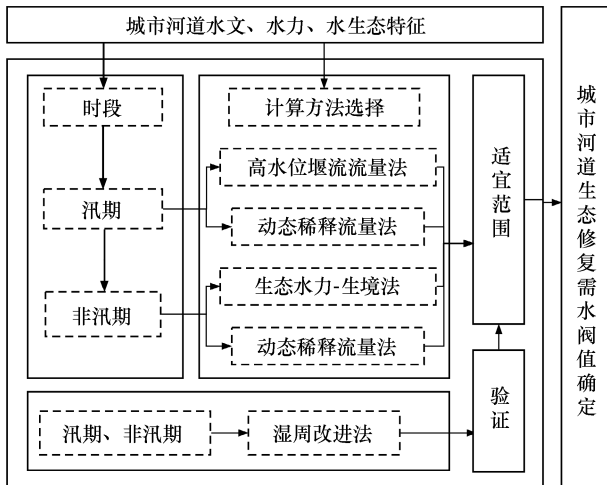 城市河道水文、水力、水生态特征
时段
计算方法选择
汛期
高水位堰流流量法
动态稀释流量法
非汛期
生态水力-生境法
动态稀释流量法
适宜范围
汛期、非汛期
湿周改进法
验证
城市河道生态修复需水阀值确定